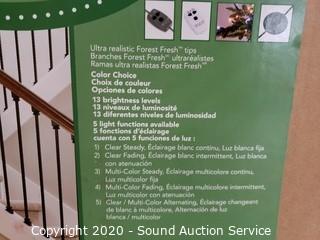 Ultra realistic Forest Fresh™ tips
Branches Forest Fresh™ ultraréalistes
Ramas ultra realistas Forest Fresh™
Color Choice
Choix de couleur
Opciones de colores
13 brightness levels
13 niveaux de luminosité
13 diferentes niveles de luminosidad
5 light functions available
5 fonctions d'éclairage
cuenta con 5 funciones de luz :
1) Clear Steady, Éclairage blanc continu, Luz blanca fija
2) Clear Fading, Éclairage blanc intermittent, Luz blanca
con atenuación
3) Multi-Color Steady, Éclairage multicolore continu,
Luz multicolor fija
4) Multi-Color Fading, Éclairage multicolore intermittent,
Luz multicolor con atenuación
5) Clear / Multi-Color Alternating, Éclairage changeant
de blanc à multicolore, Alternación de luz
blanca / multicolor
Copyright 2020 - Sound Auction Service